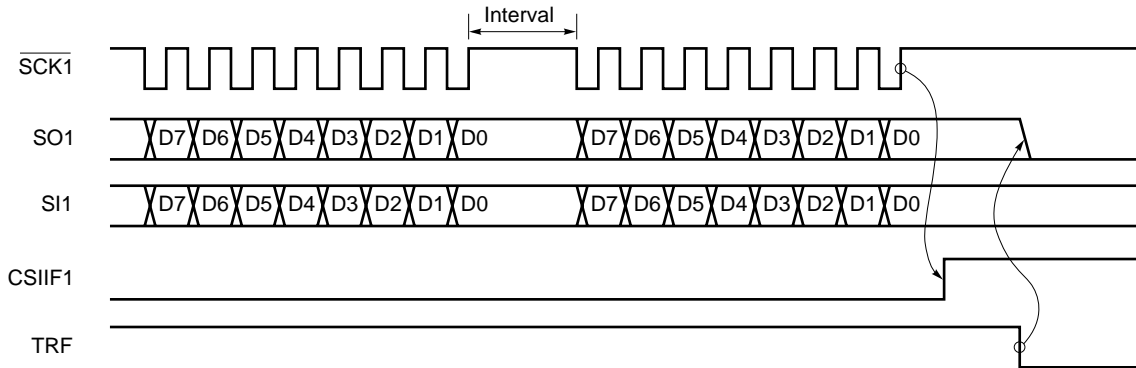 Interval
SCK1
SO1 D7 D6 D5 D4 D3 D2 D1 D0 D7 D6 D5 D4 D3 D2 D1 D0
SI1 D7 D6 D5 D4 D3 D2 D1 D0 D7 D6 D5 D4 D3 D2 D1 D0
CSIIF1
TRF